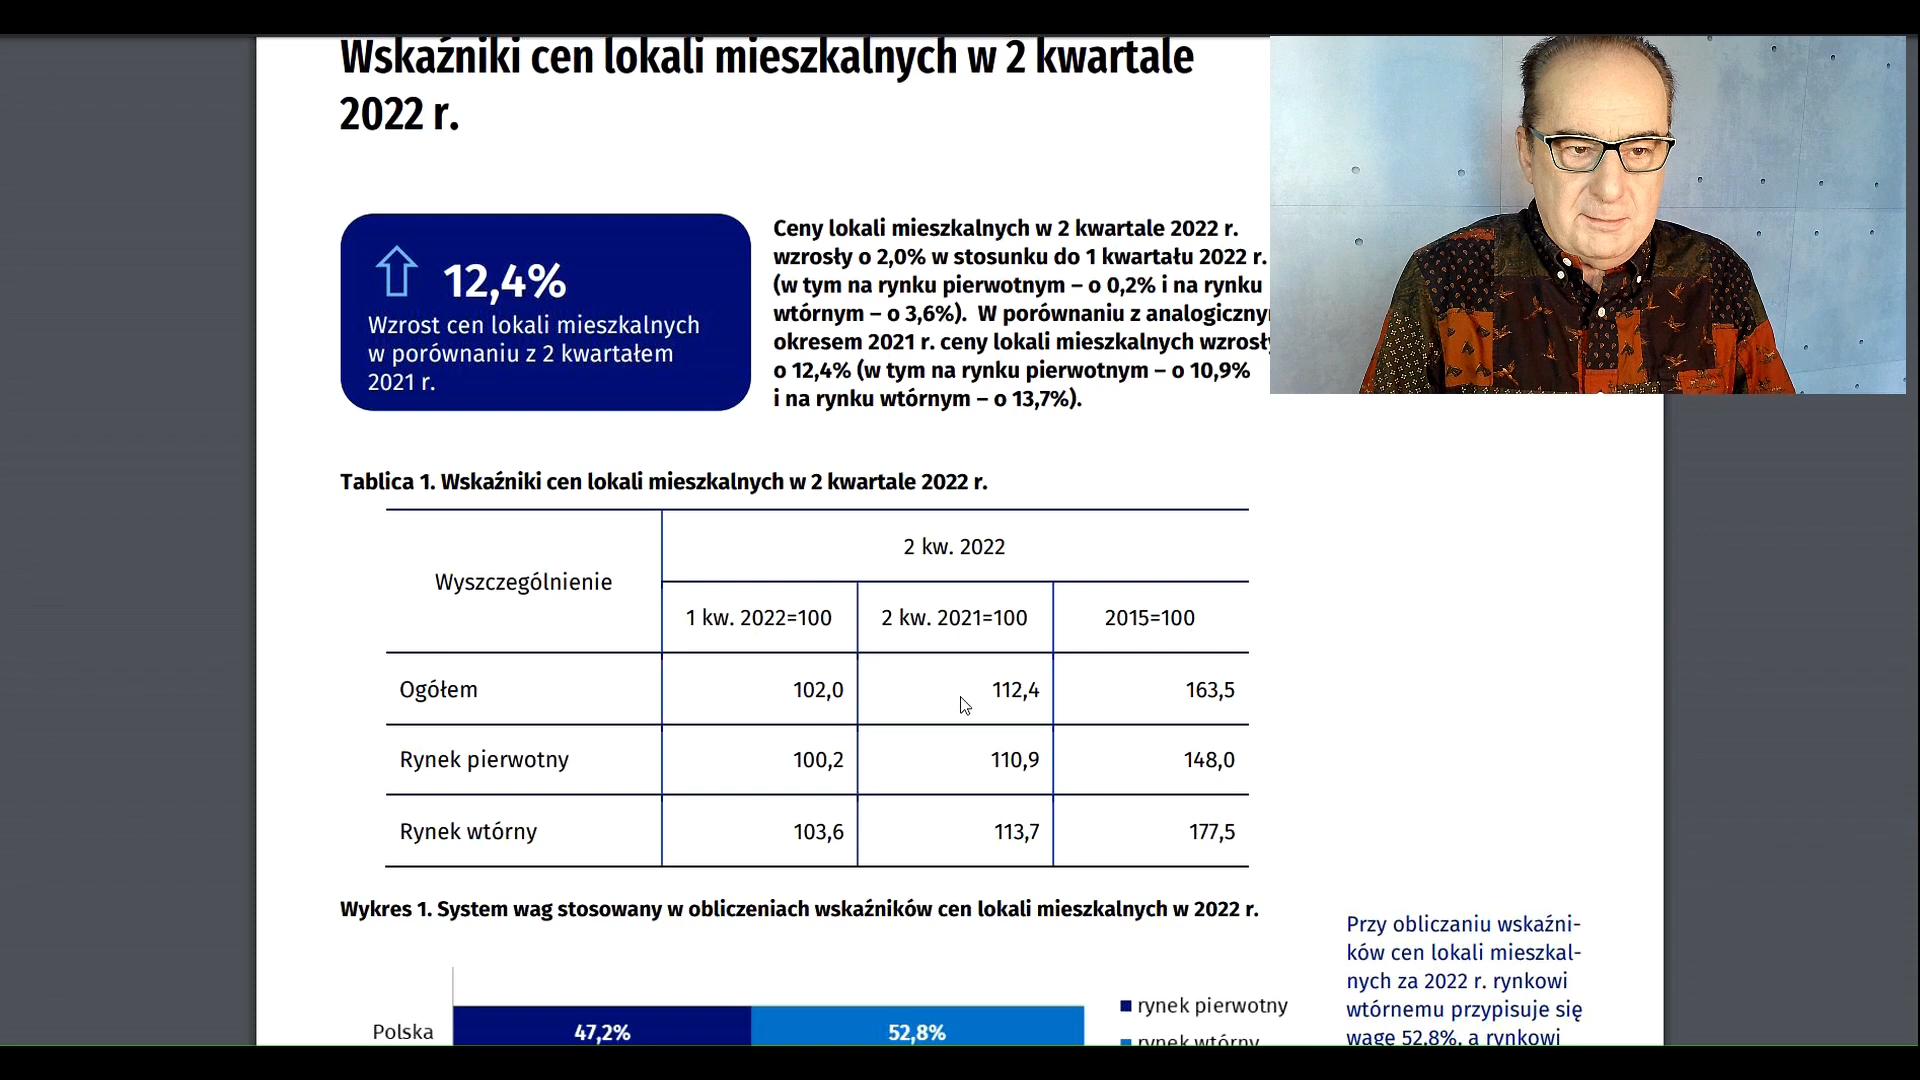 Wskaźniki cen lokali mieszkalnych w 2 kwartale
2022 r.
12,4%
Wzrost cen lokali mieszkalnych
w porównaniu z 2 kwartałem
2021 r.
Ceny lokali mieszkalnych w 2 kwartale 2022 r.
wzrosły o 2,0% w stosunku do 1 kwartału 2022 r.
(w tym na rynku pierwotnym – o 0,2% i na rynku
wtórnym – o 3,6%). W porównaniu z
okresem 2021 r. ceny lokali mieszkalnych
o 12,4% (w tym na rynku pierwotnym – o 10,9%
i na rynku wtórnym – o 13,7%).
Tablica 1. Wskaźniki cen lokali mieszkalnych w 2 kwartale 2022 r.
Wyszczególnienie
2 kw. 2022
1 kw. 2022=100 2 kw. 2021=100 2015=100
Ogółem 102,0 112,4 163,5
Rynek pierwotny 100,2 110,9 148,0
Rynek wtórny 103,6 113,7 177,5
Wykres 1. System wag stosowany w obliczeniach wskaźników cen lokali mieszkalnych w 2022 r.
Polska 47,2% 52,8%
rynek pierwotny
rynek wtórny
Przy obliczaniu wskaźni-
ków cen lokali mieszkal-
nych za 2022 r. rynkowi
wtórnemu przypisuje się
wagę 52,8%, a rynkowi